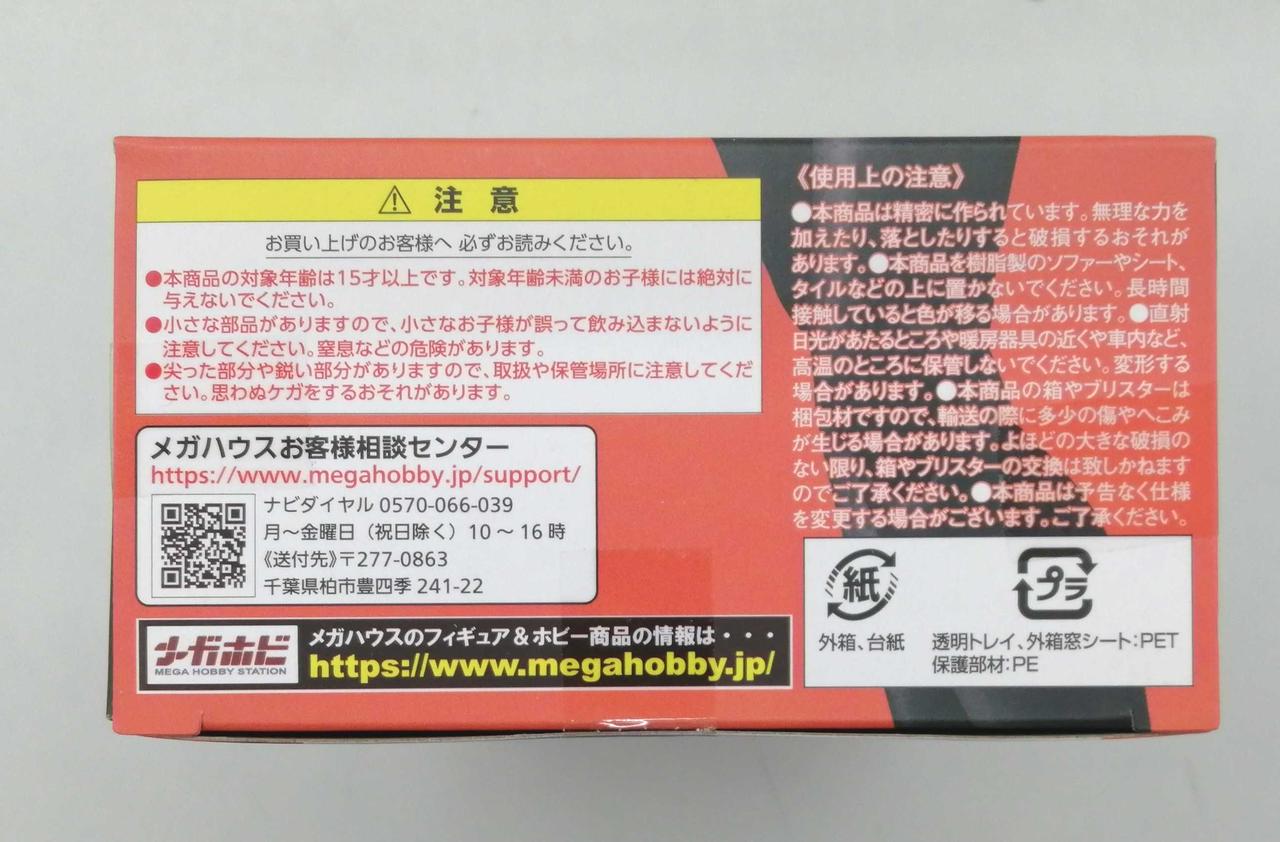 ⚠ 注 意
お買い上げのお客様へ 必ずお読みください。
●本商品の対象年齢は15才以上です。対象年齢未満のお子様には絶対に
与えないでください。
●小さな部品がありますので、小さなお子様が誤って飲み込まないように
注意してください。窒息などの危険があります。
●尖った部分や鋭い部分がありますので、取扱や保管場所に注意してくだ
さい。思わぬケガをするおそれがあります。
メガハウスお客様相談センター
https://www.megahobby.jp/support/
ナビダイヤル 0570-066-039
月～金曜日（祝日除く）10～16時
《送付先》〒277-0863
千葉県柏市豊四季 241-22
メガホビ
MEGA HOBBY STATION
メガハウスのフィギュア&ホビー商品の情報は・・・
https://www.megahobby.jp/
《使用上の注意》
●本商品は精密に作られています。無理な力を
加えたり、落としたりすると破損するおそれが
あります。●本商品を樹脂製のソファーやシート、
タイルなどの上に置かないでください。長時間
接触していると色が移る場合があります。●直射
日光があたるところや暖房器具の近くや車内など、
高温のところに保管しないでください。変形する
場合があります。●本商品の箱やブリスターは
梱包材ですので、輸送の際に多少の傷やへこみ
が生じる場合があります。よほどの大きな破損の
ない限り、箱やブリスターの交換は致しかねます
のでご了承ください。●本商品は予告なく仕様
を変更する場合がございます。ご了承ください。
紙
外箱、台紙
プラ
透明トレイ、外箱窓シート:PET
保護部材:PE